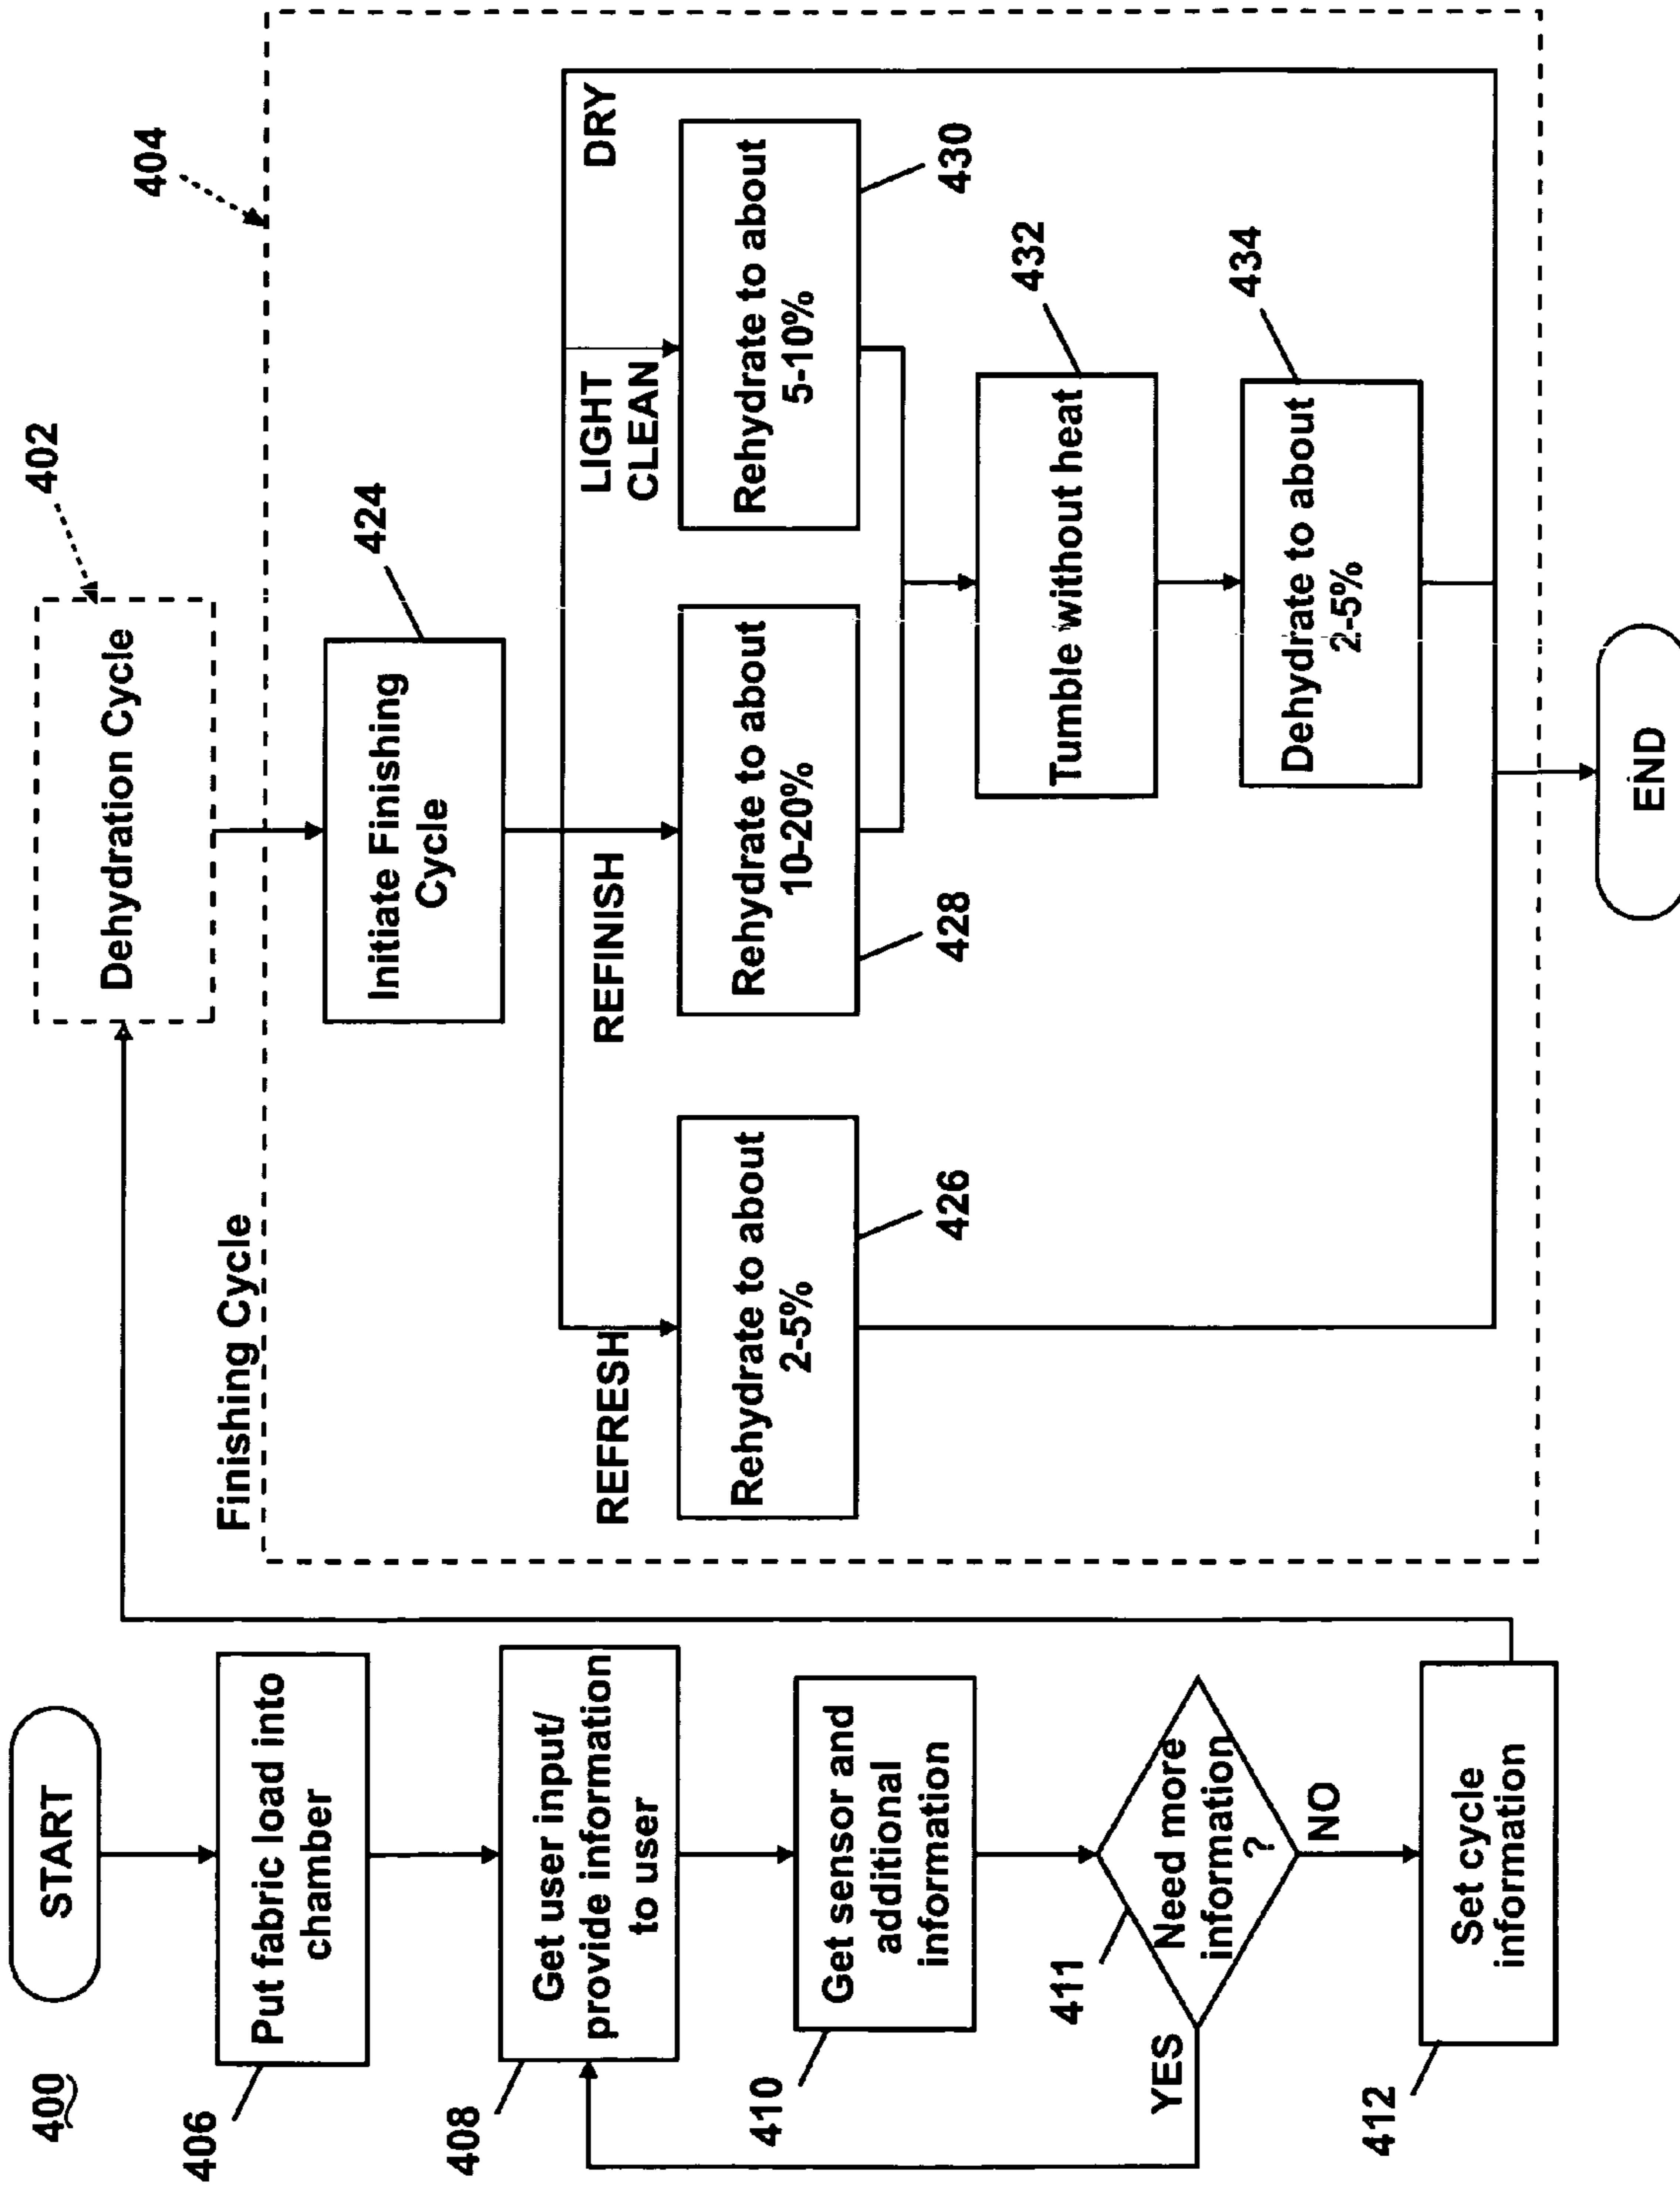 400
START
406
Put fabric load into
chamber
408
Get user input/
provide information
to user
410
Get sensor and
additional
information
411
Need more
information
?
YES
NO
412
Set cycle
information
402
Dehydration Cycle
Finishing Cycle
404
424
Initiate Finishing
Cycle
REFRESH
REFINISH
LIGHT
CLEAN
DRY
Rehydrate to about
2-5%
426
Rehydrate to about
10-20%
428
Rehydrate to about
5-10%
430
Tumble without heat
432
Dehydrate to about
2-5%
434
END